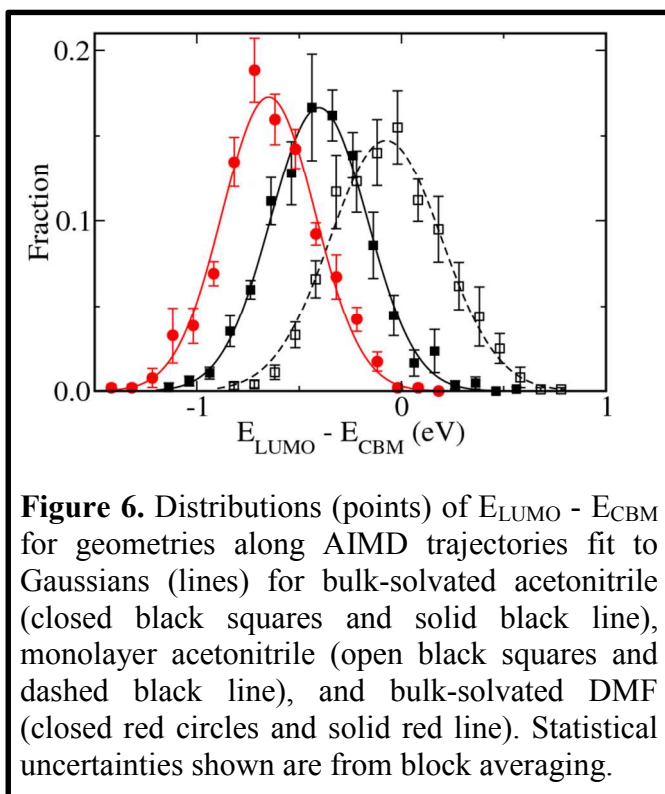 0.2
0.1
0.0
Fraction
-1 0 1
E_LUMO - E_CBM (eV)
Figure 6. Distributions (points) of E_LUMO - E_CBM
for geometries along AIMD trajectories fit to
Gaussians (lines) for bulk-solvated acetonitrile
(closed black squares and solid black line),
monolayer acetonitrile (open black squares and
dashed black line), and bulk-solvated DMF
(closed red circles and solid red line). Statistical
uncertainties shown are from block averaging.